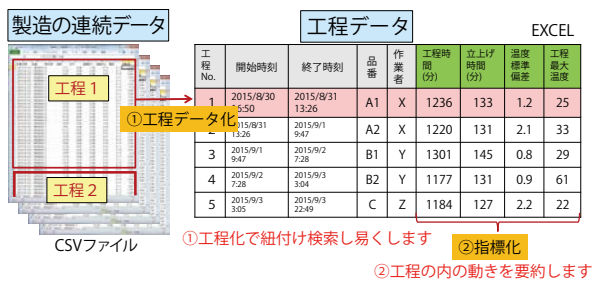 製造の連続データ
工程データ
EXCEL
工程1
工程2
CSVファイル
①工程データ化
工程No. 開始時刻 終了時刻 品番 作業者 工程時間(分) 立上げ時間(分) 温度標準偏差 工程最大温度
1 2015/8/30 6:50 2015/8/31 13:26 A1 X 1236 133 1.2 25
2 2015/8/31 13:26 2015/9/1 9:47 A2 X 1220 131 2.1 33
3 2015/9/1 9:47 2015/9/2 7:28 B1 Y 1301 145 0.8 29
4 2015/9/2 7:28 2015/9/3 3:04 B2 Y 1177 131 0.9 61
5 2015/9/3 3:05 2015/9/3 22:49 C Z 1184 127 2.2 22
①工程化で紐付け検索し易くします
②指標化
②工程の内の動きを要約します